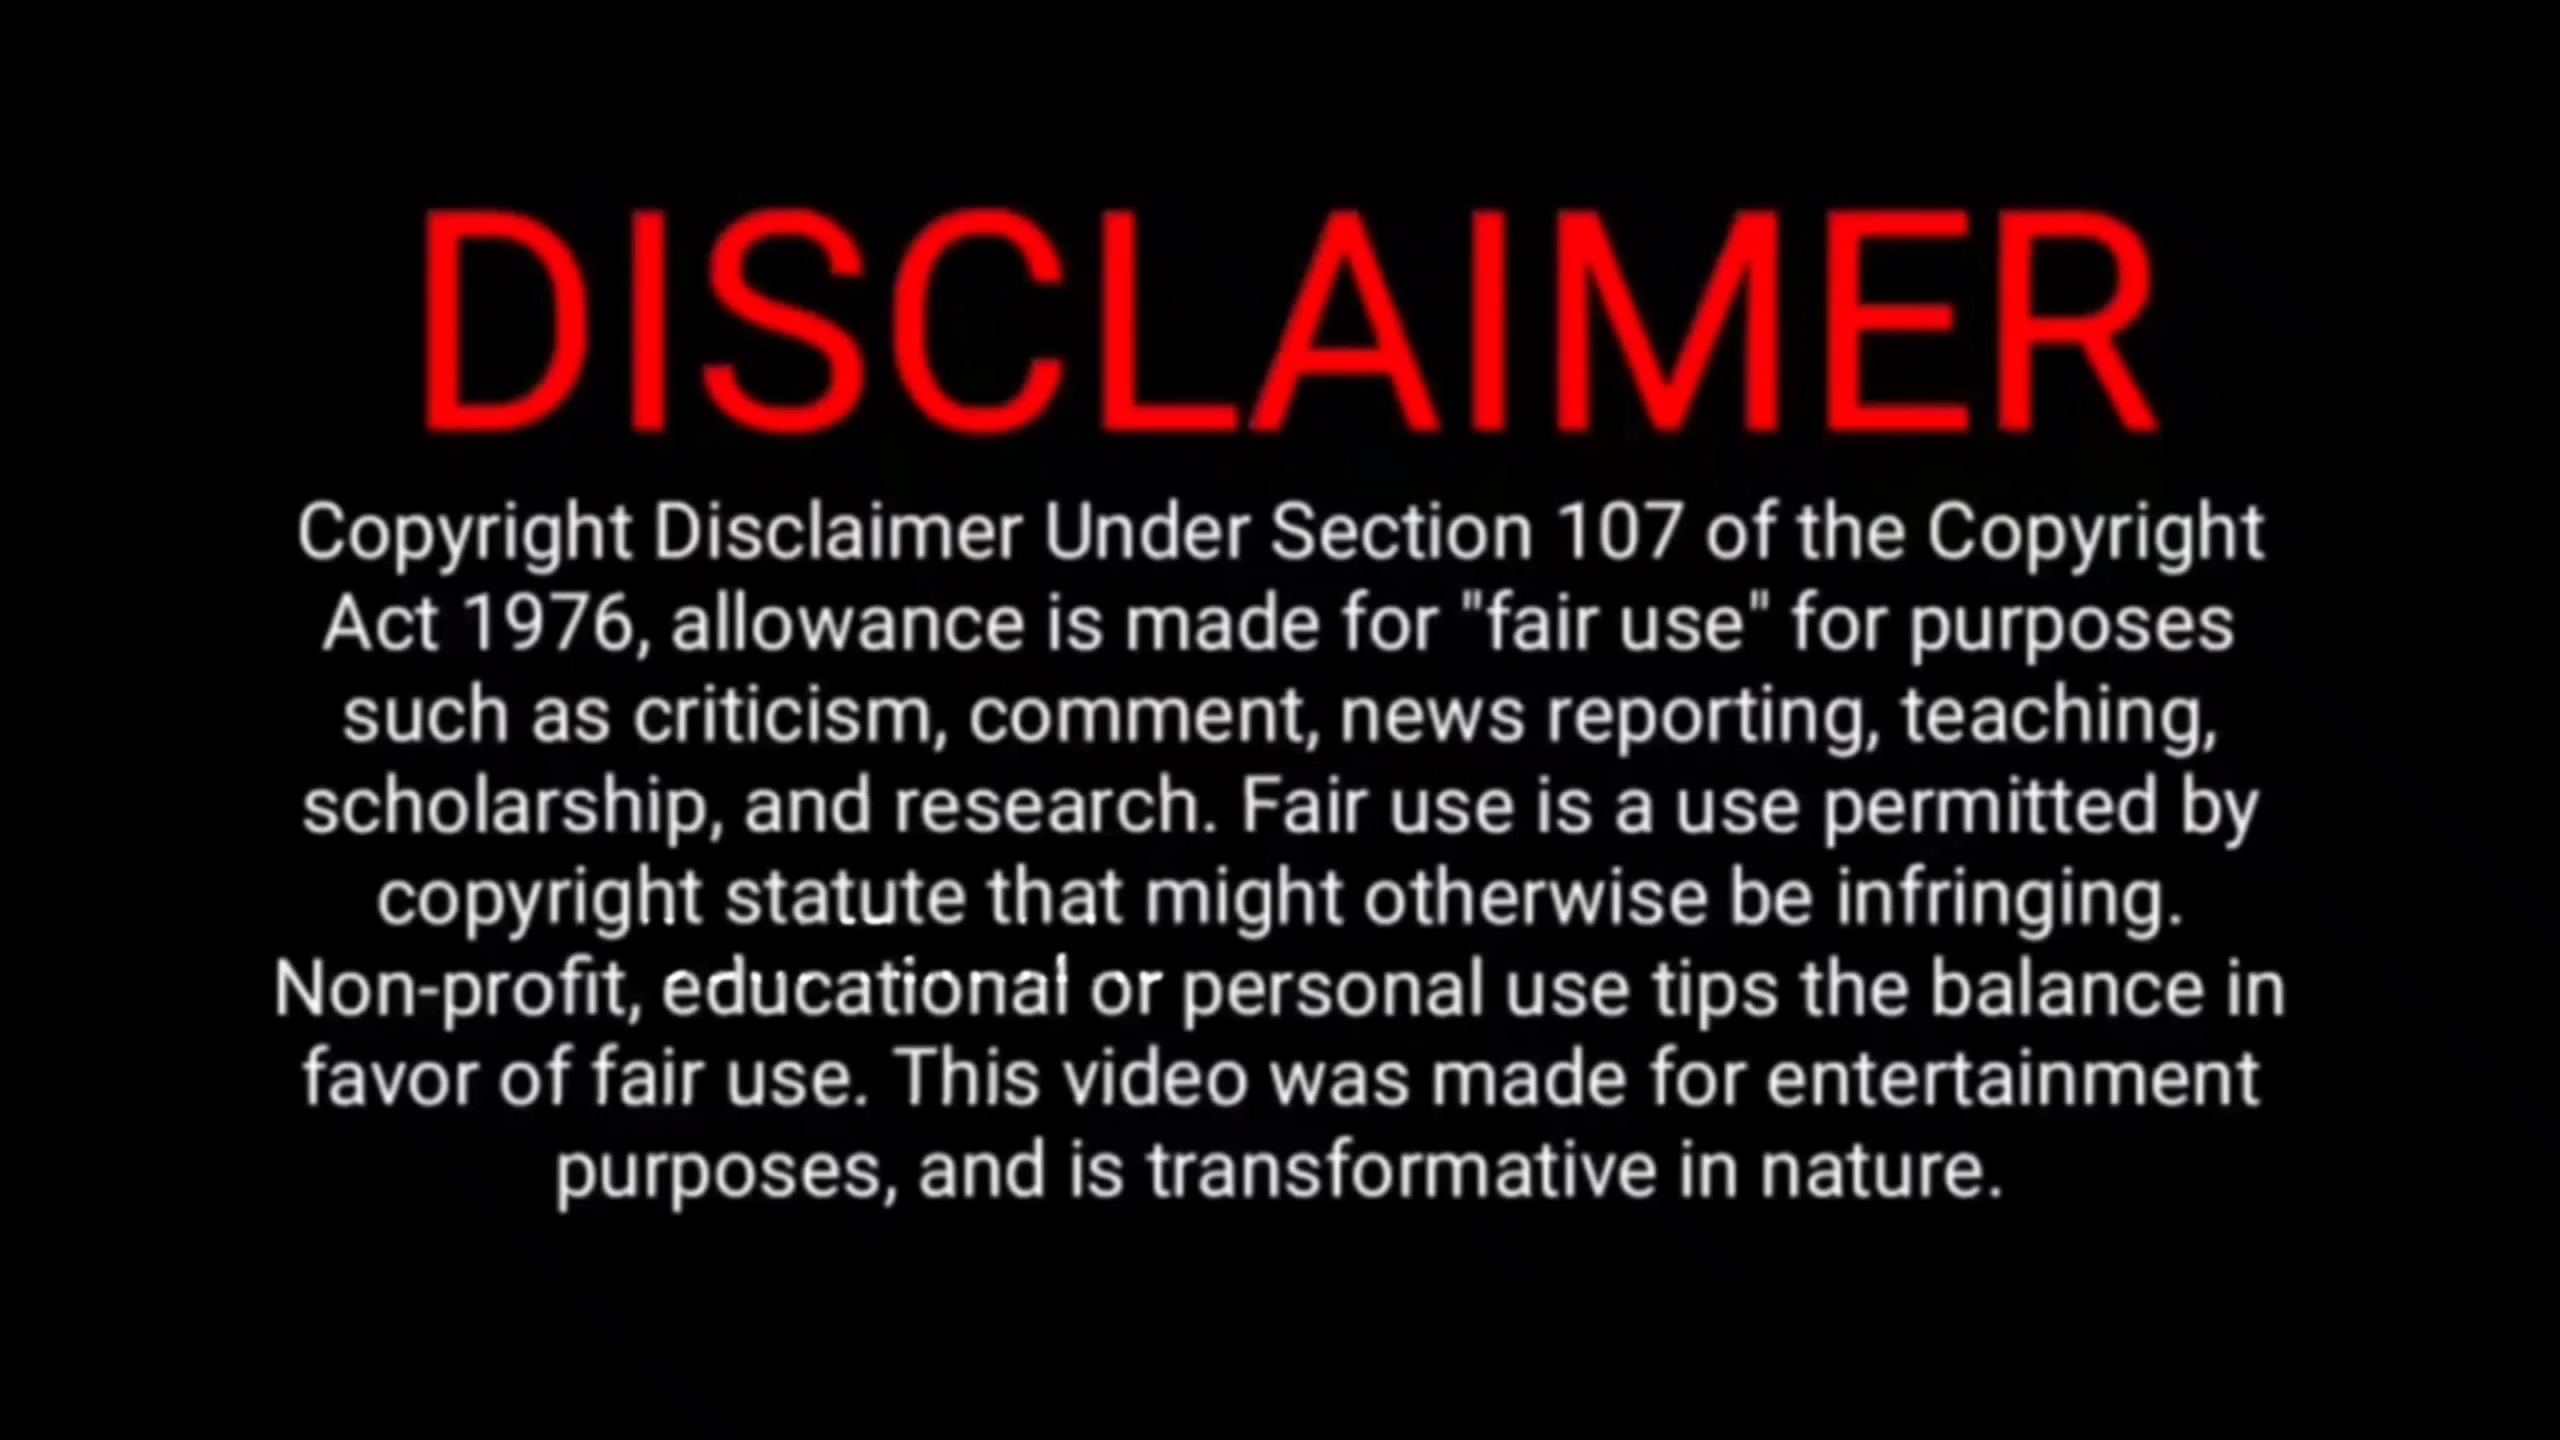 DISCLAIMER
Copyright Disclaimer Under Section 107 of the Copyright
Act 1976, allowance is made for "fair use" for purposes
such as criticism, comment, news reporting, teaching,
scholarship, and research. Fair use is a use permitted by
copyright statute that might otherwise be infringing.
Non-profit, educational or personal use tips the balance in
favor of fair use. This video was made for entertainment
purposes, and is transformative in nature.